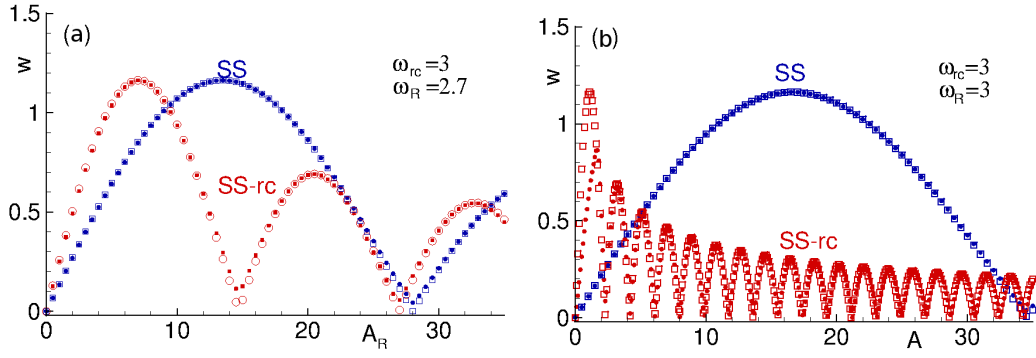 (a)
SS
ω_rc=3
ω_R=2.7
SS-rc
w
1.5
1
0.5
0
0 10 20 A_R 30
(b)
SS
ω_rc=3
ω_R=3
SS-rc
w
1.5
1
0.5
0
0 10 20 A 30